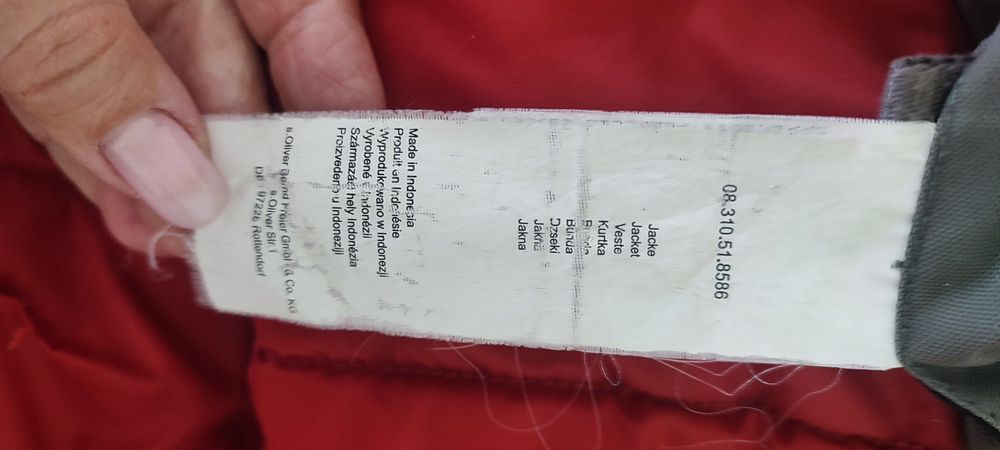 08.310.51.8586
Jacke
Jacket
Veste
Kurtka
Bunda
Dzseki
Jakna
Made in Indonesia
Produit en Indonésie
Wyprodukowano w Indonezji
Vyrobené Indonézii
Származási hely Indonézia
Proizvedeno u Indoneziji
s.Oliver Bernd Freier GmbH & Co. KG
s.Oliver Str.1
DE 97228 Rottendorf